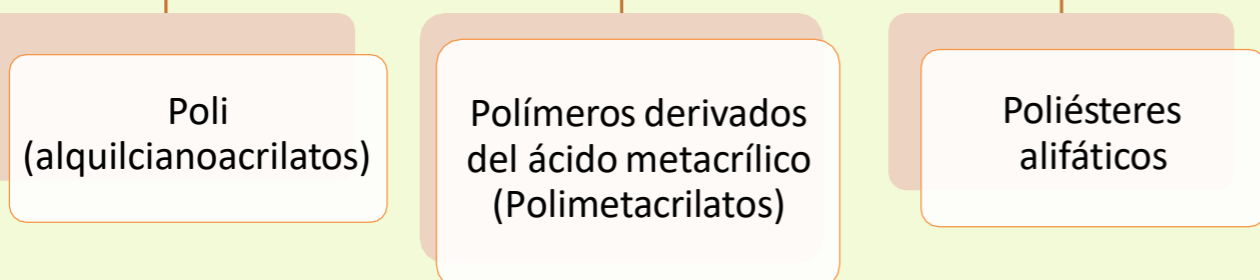 Poli
(alquilcianoacrilatos)
Polímeros derivados
del ácido metacrílico
(Polimetacrilatos)
Poliésteres
alifáticos